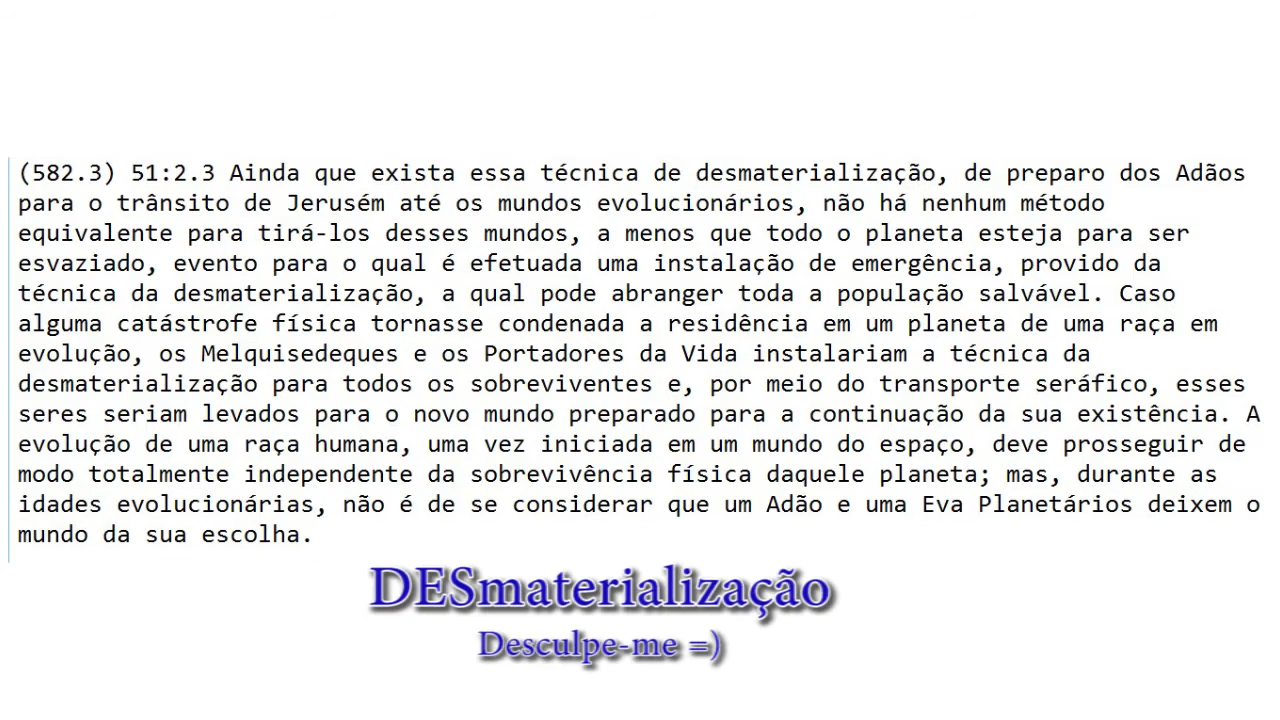 (582.3) 51:2.3 Ainda que exista essa técnica de desmaterialização, de preparo dos Adãos
para o trânsito de Jerusém até os mundos evolucionários, não há nenhum método
equivalente para tirá-los desses mundos, a menos que todo o planeta esteja para ser
esvaziado, evento para o qual é efetuada uma instalação de emergência, provido da
técnica da desmaterialização, a qual pode abranger toda a população salvável. Caso
alguma catástrofe física tornasse condenada a residência em um planeta de uma raça em
evolução, os Melquisedeques e os Portadores da Vida instalariam a técnica da
desmaterialização para todos os sobreviventes e, por meio do transporte seráfico, esses
seres seriam levados para o novo mundo preparado para a continuação da sua existência. A
evolução de uma raça humana, uma vez iniciada em um mundo do espaço, deve prosseguir de
modo totalmente independente da sobrevivência física daquele planeta; mas, durante as
idades evolucionárias, não é de se considerar que um Adão e uma Eva Planetários deixem o
mundo da sua escolha.
DESmaterialização
Desculpe-me =)